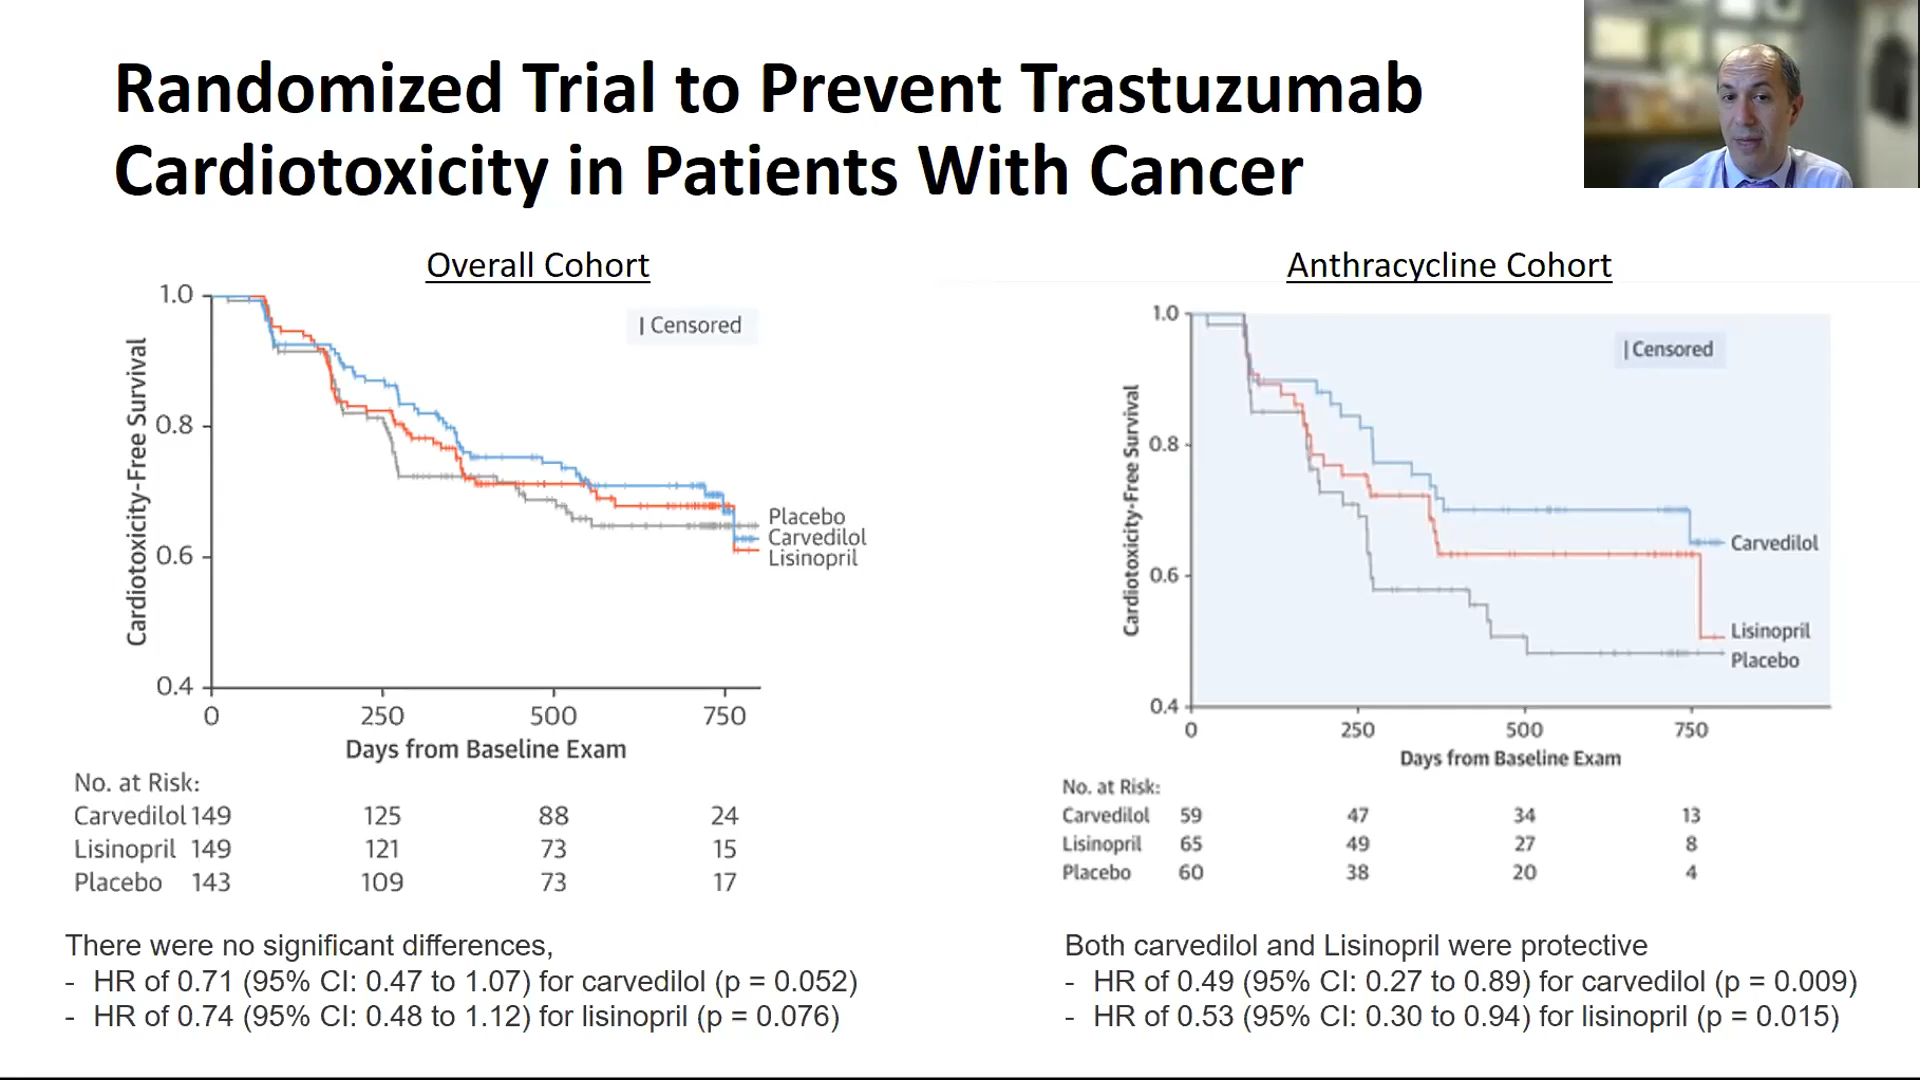 Randomized Trial to Prevent Trastuzumab
Cardiotoxicity in Patients With Cancer
Overall Cohort
1.0
0.8
0.6
0.4
Cardiotoxicity-Free Survival
| Censored
Placebo
Carvedilol
Lisinopril
0 250 500 750
Days from Baseline Exam
No. at Risk:
Carvedilol 149 125 88 24
Lisinopril 149 121 73 15
Placebo 143 109 73 17
There were no significant differences,
- HR of 0.71 (95% CI: 0.47 to 1.07) for carvedilol (p = 0.052)
- HR of 0.74 (95% CI: 0.48 to 1.12) for lisinopril (p = 0.076)
Anthracycline Cohort
1.0
0.8
0.6
0.4
Cardiotoxicity-Free Survival
| Censored
Carvedilol
Lisinopril
Placebo
0 250 500 750
Days from Baseline Exam
No. at Risk:
Carvedilol 59 47 34 13
Lisinopril 65 49 27 8
Placebo 60 38 20 4
Both carvedilol and Lisinopril were protective
- HR of 0.49 (95% CI: 0.27 to 0.89) for carvedilol (p = 0.009)
- HR of 0.53 (95% CI: 0.30 to 0.94) for lisinopril (p = 0.015)